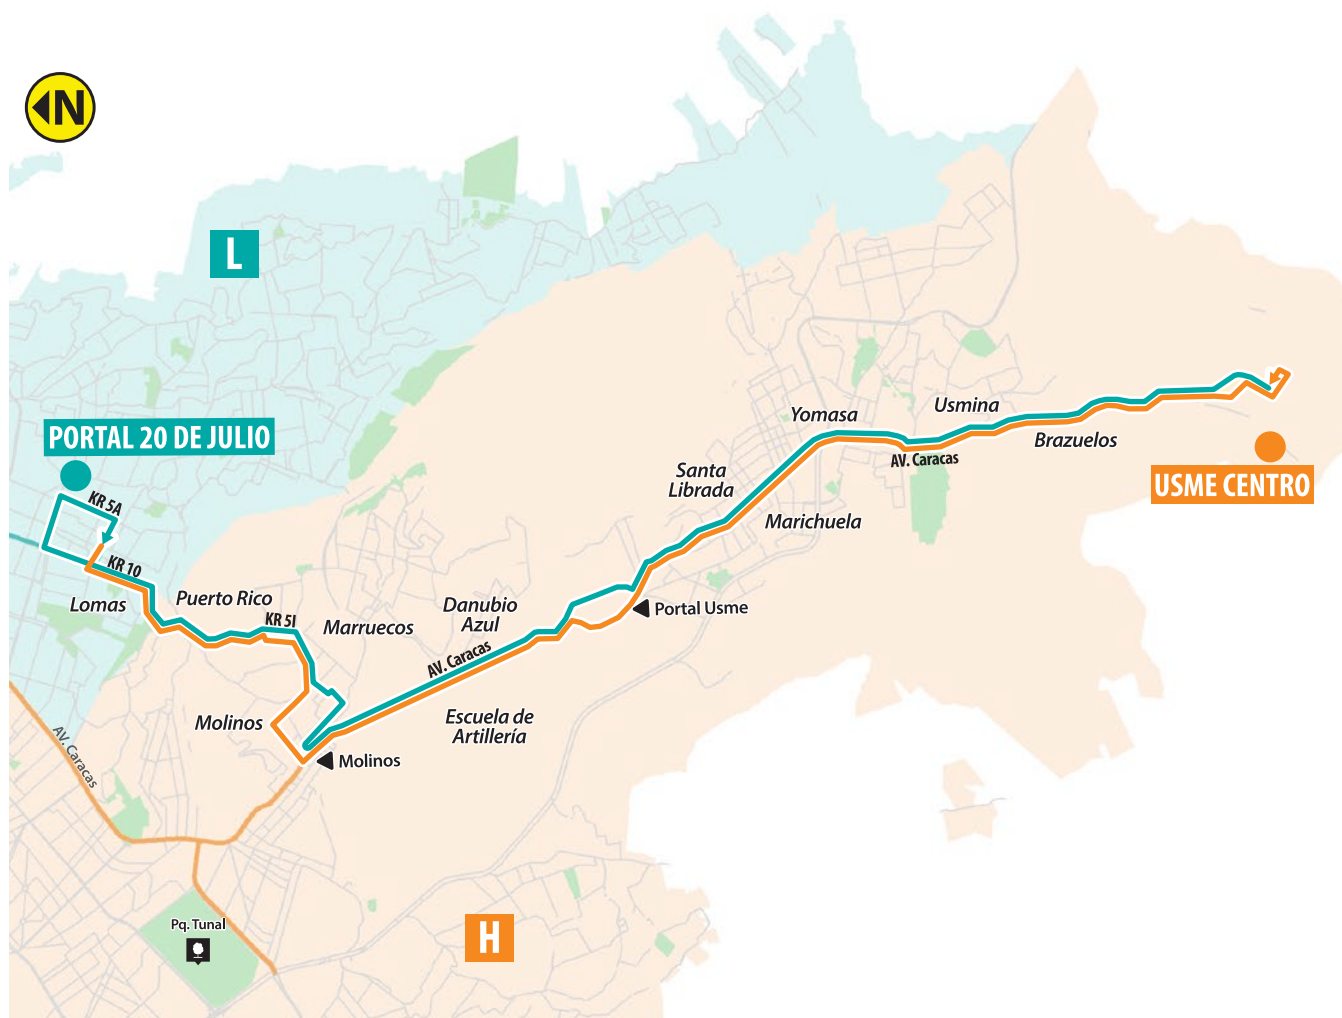 N
L
PORTAL 20 DE JULIO
KR 5A
KR 10
Lomas
Puerto Rico
KR 5I
Marruecos
Danubio
Azul
AV. Caracas
Portal Usme
Santa
Librada
Yomasa
Marichuela
Usmina
AV. Caracas
Brazuelos
USME CENTRO
Molinos
Escuela de
Artillería
Molinos
AV. Caracas
Pq. Tunal
H